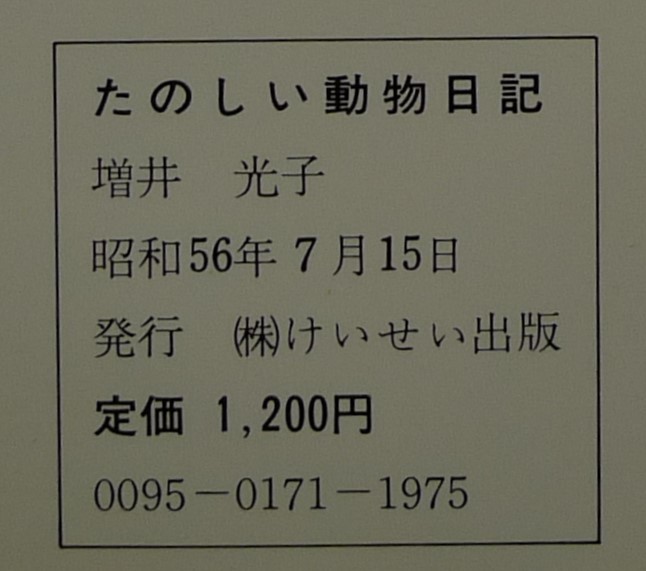 たのしい動物日記
増井　光子
昭和56年7月15日
発行　㈱けいせい出版
定価 1,200円
0095－0171－1975